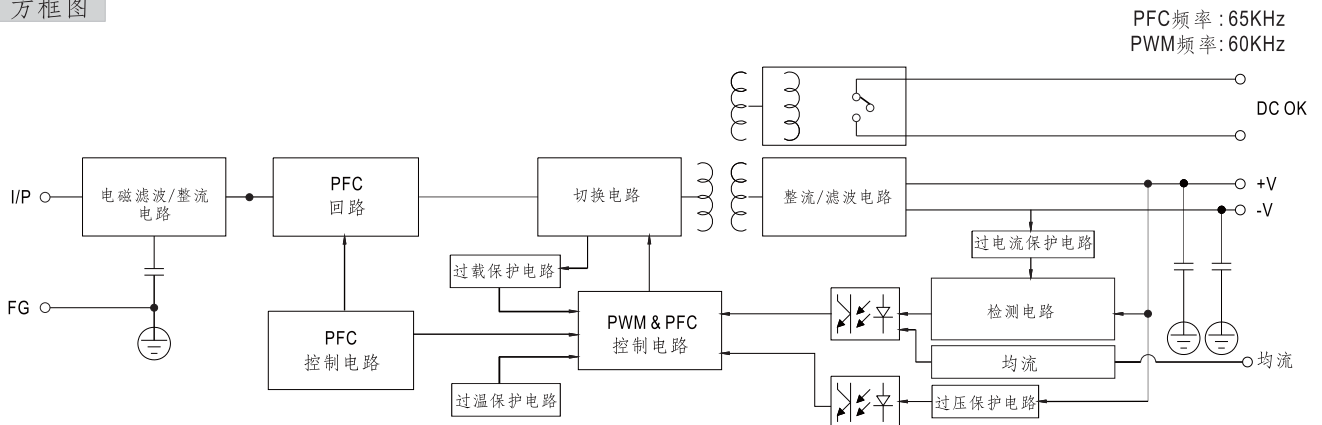 方框图
PFC频率 : 65KHz
PWM频率: 60KHz
DC OK
I/P
电磁滤波/整流
电路
PFC
回路
切换电路
整流/滤波电路
+V
-V
过电流保护电路
过载保护电路
FG
PFC
控制电路
PWM & PFC
控制电路
检测电路
均流
均流
过温保护电路
过压保护电路